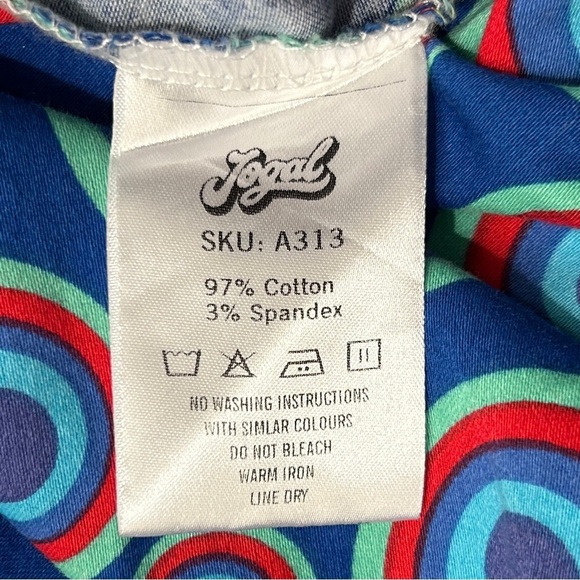 Jogal
SKU: A313
97% Cotton
3% Spandex
NO WASHING INSTRUCTIONS
WITH SIMLAR COLOURS
DO NOT BLEACH
WARM IRON
LINE DRY